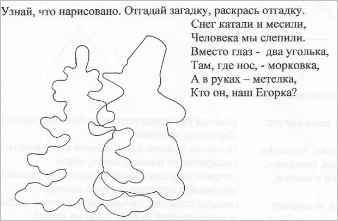 Узнай, что нарисовано. Отгадай загадку, раскрась отгадку.
Снег катали и месили,
Человека мы слепили.
Вместо глаз - два уголька,
Там, где нос, - морковка,
А в руках – метелка,
Кто он, наш Егорка?